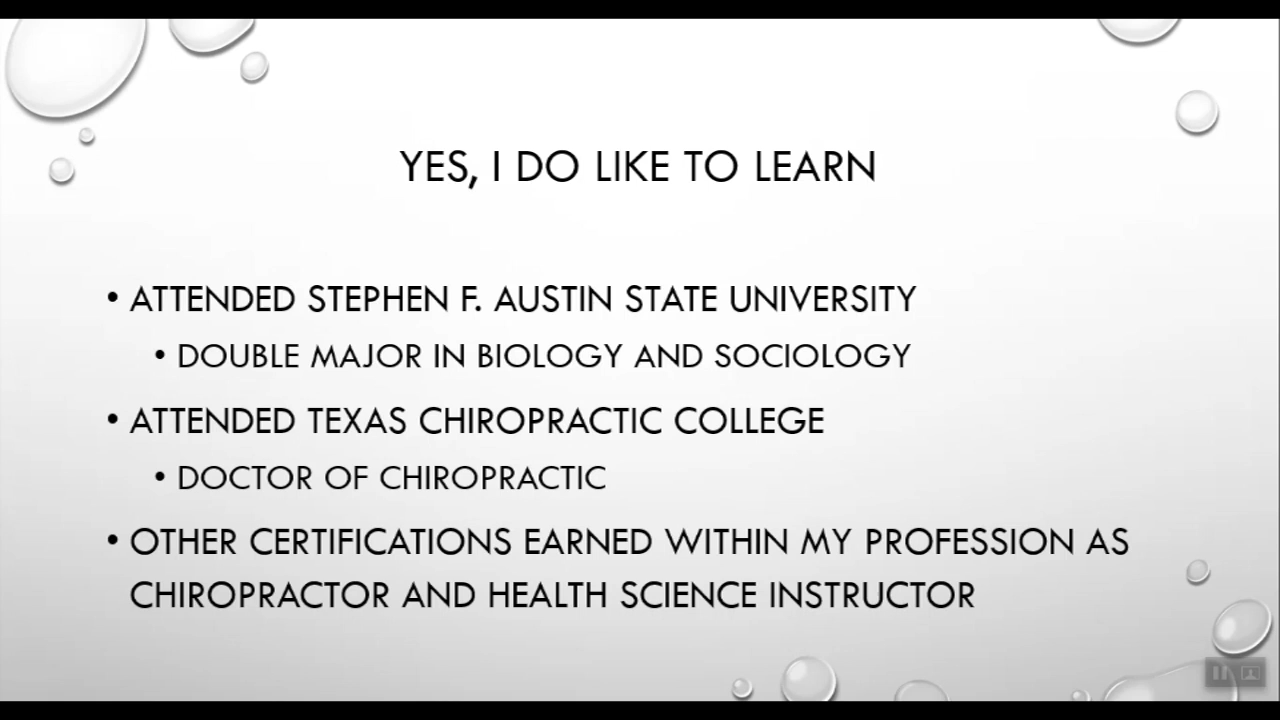 YES, I DO LIKE TO LEARN
• ATTENDED STEPHEN F. AUSTIN STATE UNIVERSITY
• DOUBLE MAJOR IN BIOLOGY AND SOCIOLOGY
• ATTENDED TEXAS CHIROPRACTIC COLLEGE
• DOCTOR OF CHIROPRACTIC
• OTHER CERTIFICATIONS EARNED WITHIN MY PROFESSION AS
CHIROPRACTOR AND HEALTH SCIENCE INSTRUCTOR